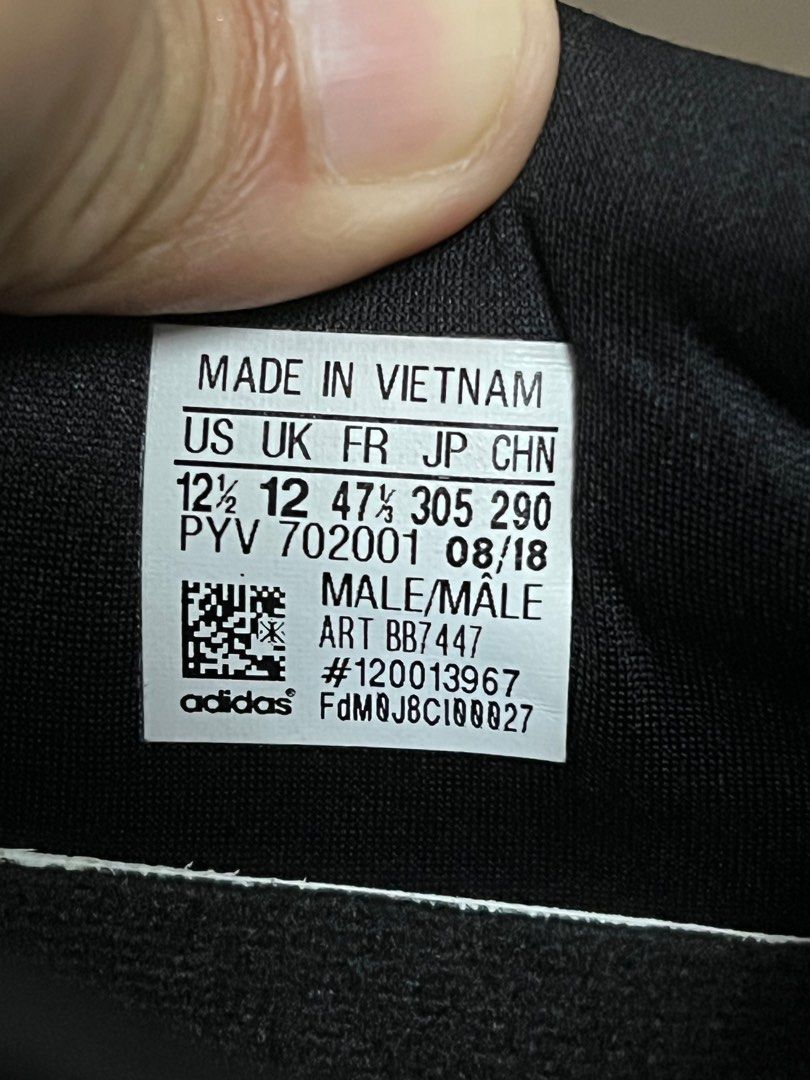 MADE IN VIETNAM
US UK FR JP CHN
12½ 12 47⅓ 305 290
PYV 702001 08/18
MALE/MÂLE
ART BB7447
#120013967
adidas® FdM0J8Cl00027